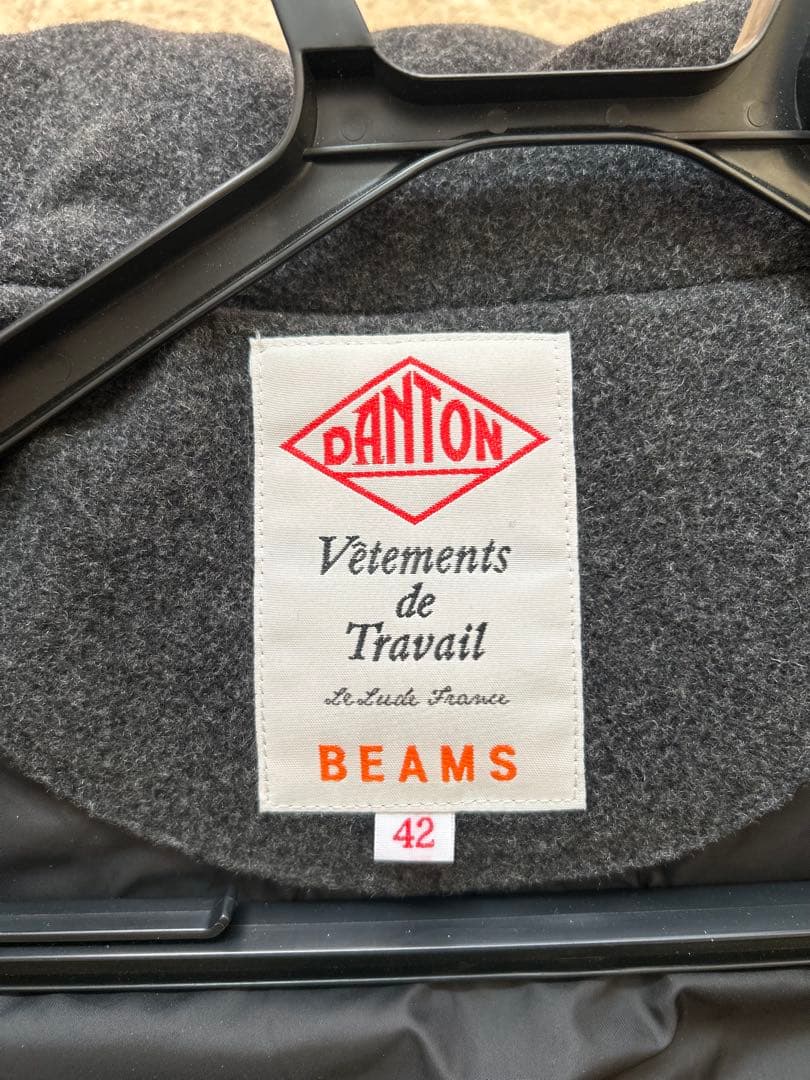 DANTON
Vêtements
de
Travail
Le Lude France
BEAMS
42